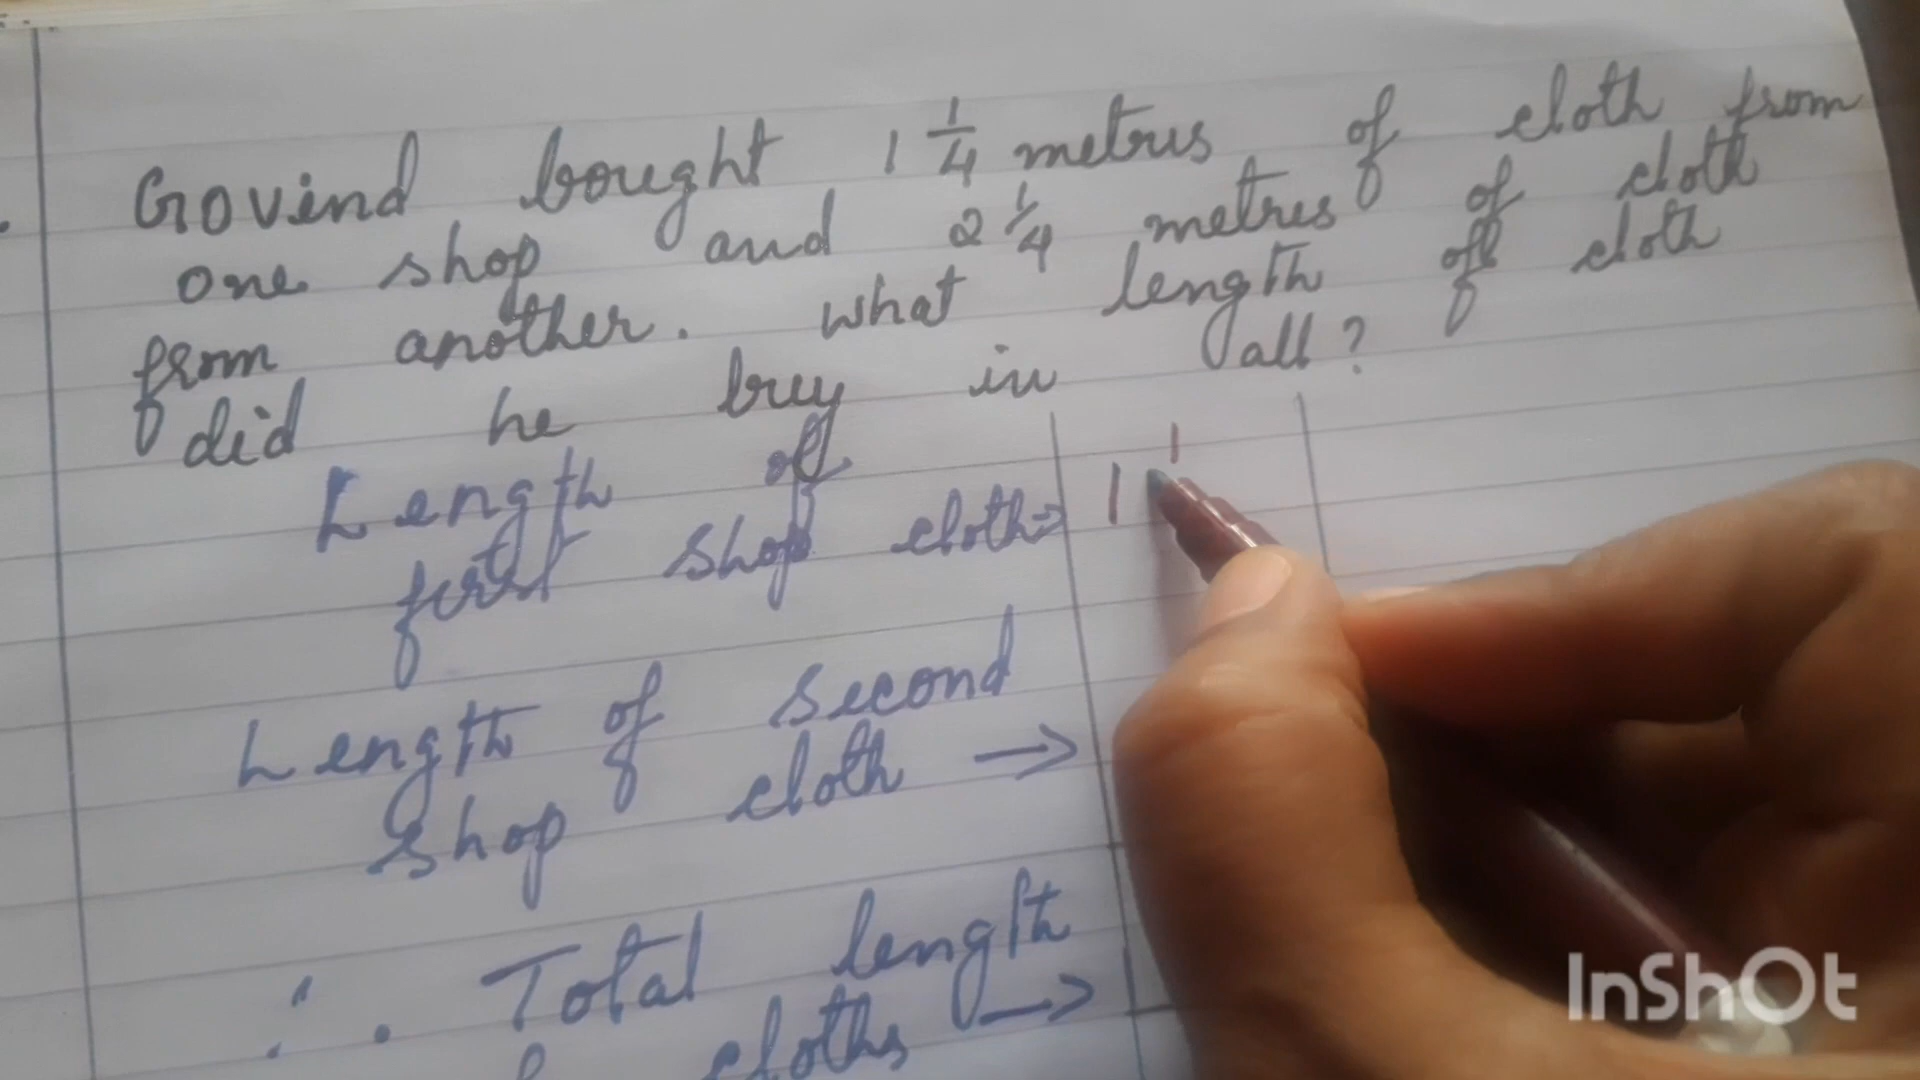 Govind bought 1 1/4 metres of cloth from
one shop and 2 1/4 metres of cloth
from another. what length of cloth
did he buy in all?
Length of
first shop cloth ⇒ 1 1
Length of second
shop cloth →
∴ Total length
cloths →
InShOt